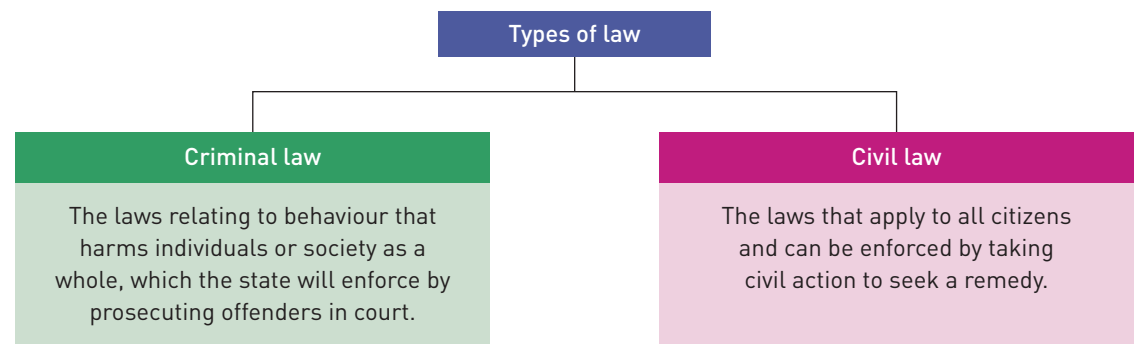 Types of law
Criminal law
The laws relating to behaviour that
harms individuals or society as a
whole, which the state will enforce by
prosecuting offenders in court.
Civil law
The laws that apply to all citizens
and can be enforced by taking
civil action to seek a remedy.